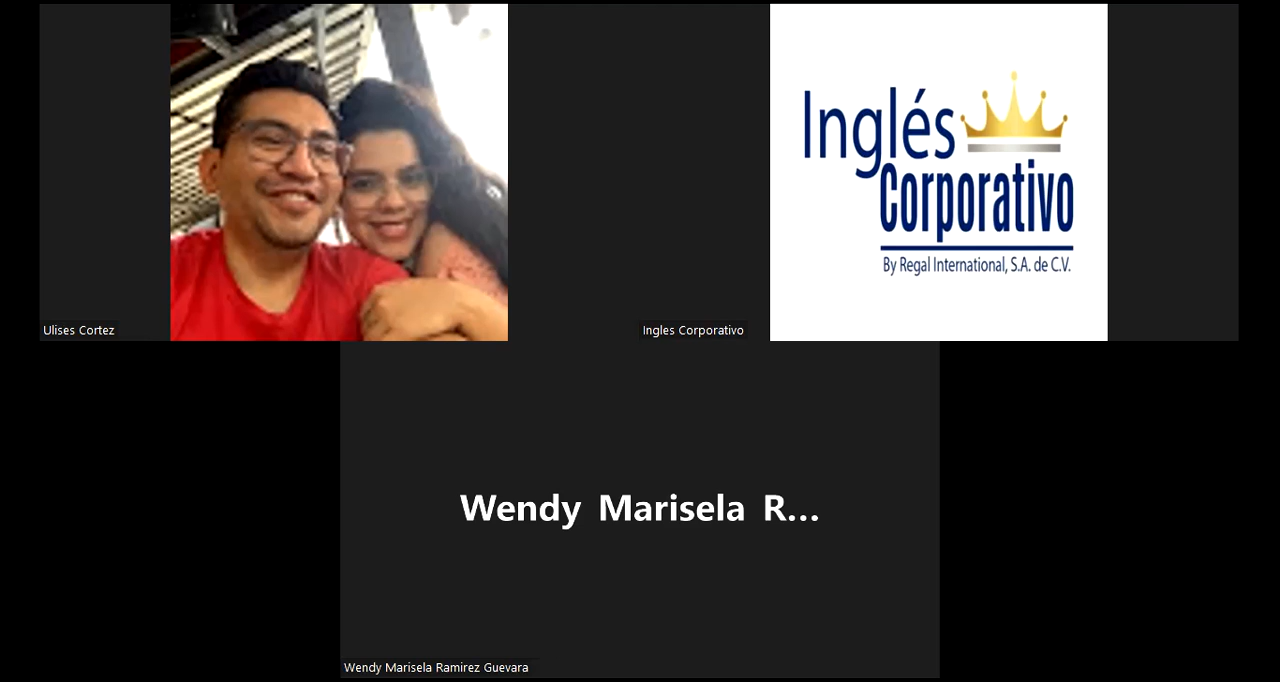 Inglés
Corporativo
By Regal International, S.A. de C.V.
Ulises Cortez
Ingles Corporativo
Wendy Marisela R...
Wendy Marisela Ramirez Guevara